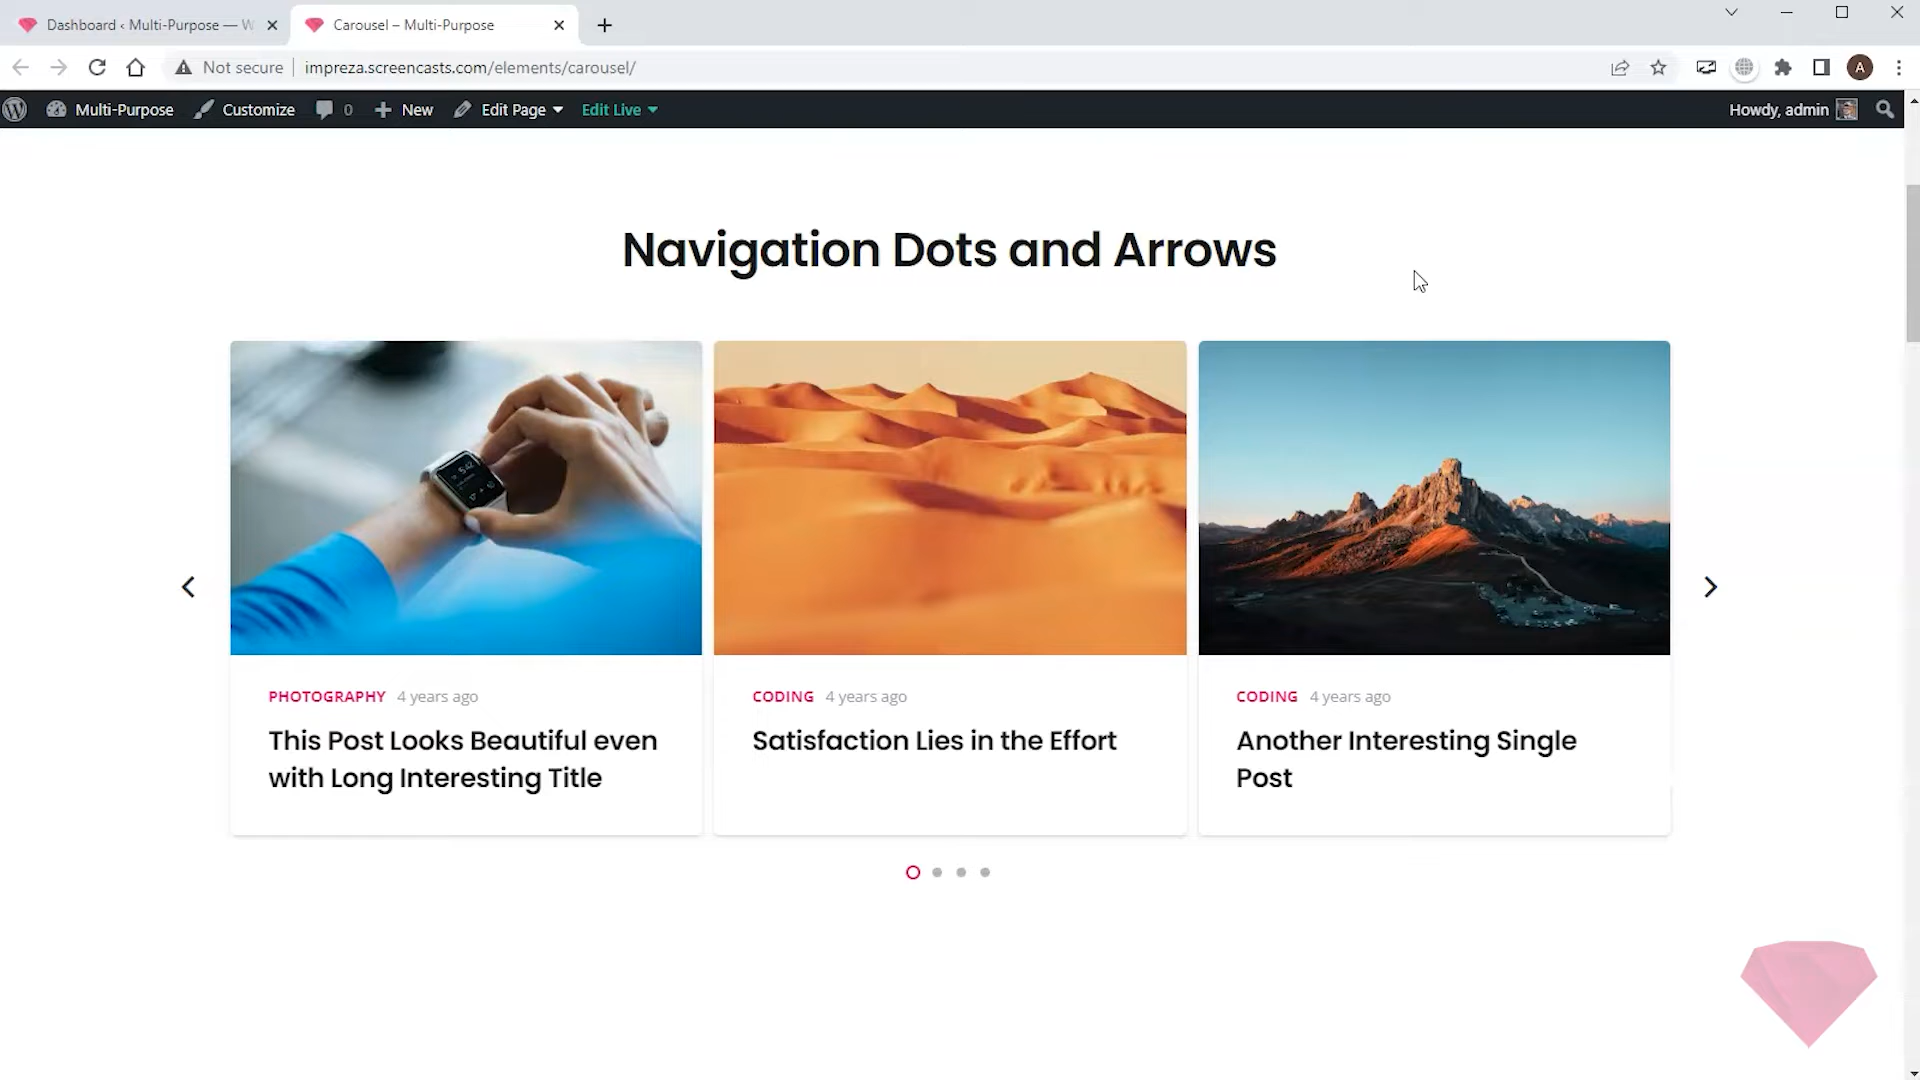 Dashboard ‹ Multi-Purpose — W
Carousel – Multi-Purpose
Not secure
impreza.screencasts.com/elements/carousel/
A
Multi-Purpose
Customize
0
New
Edit Page
Edit Live
Howdy, admin
Navigation Dots and Arrows
5:42
PHOTOGRAPHY 4 years ago
This Post Looks Beautiful even
with Long Interesting Title
CODING 4 years ago
Satisfaction Lies in the Effort
CODING 4 years ago
Another Interesting Single
Post